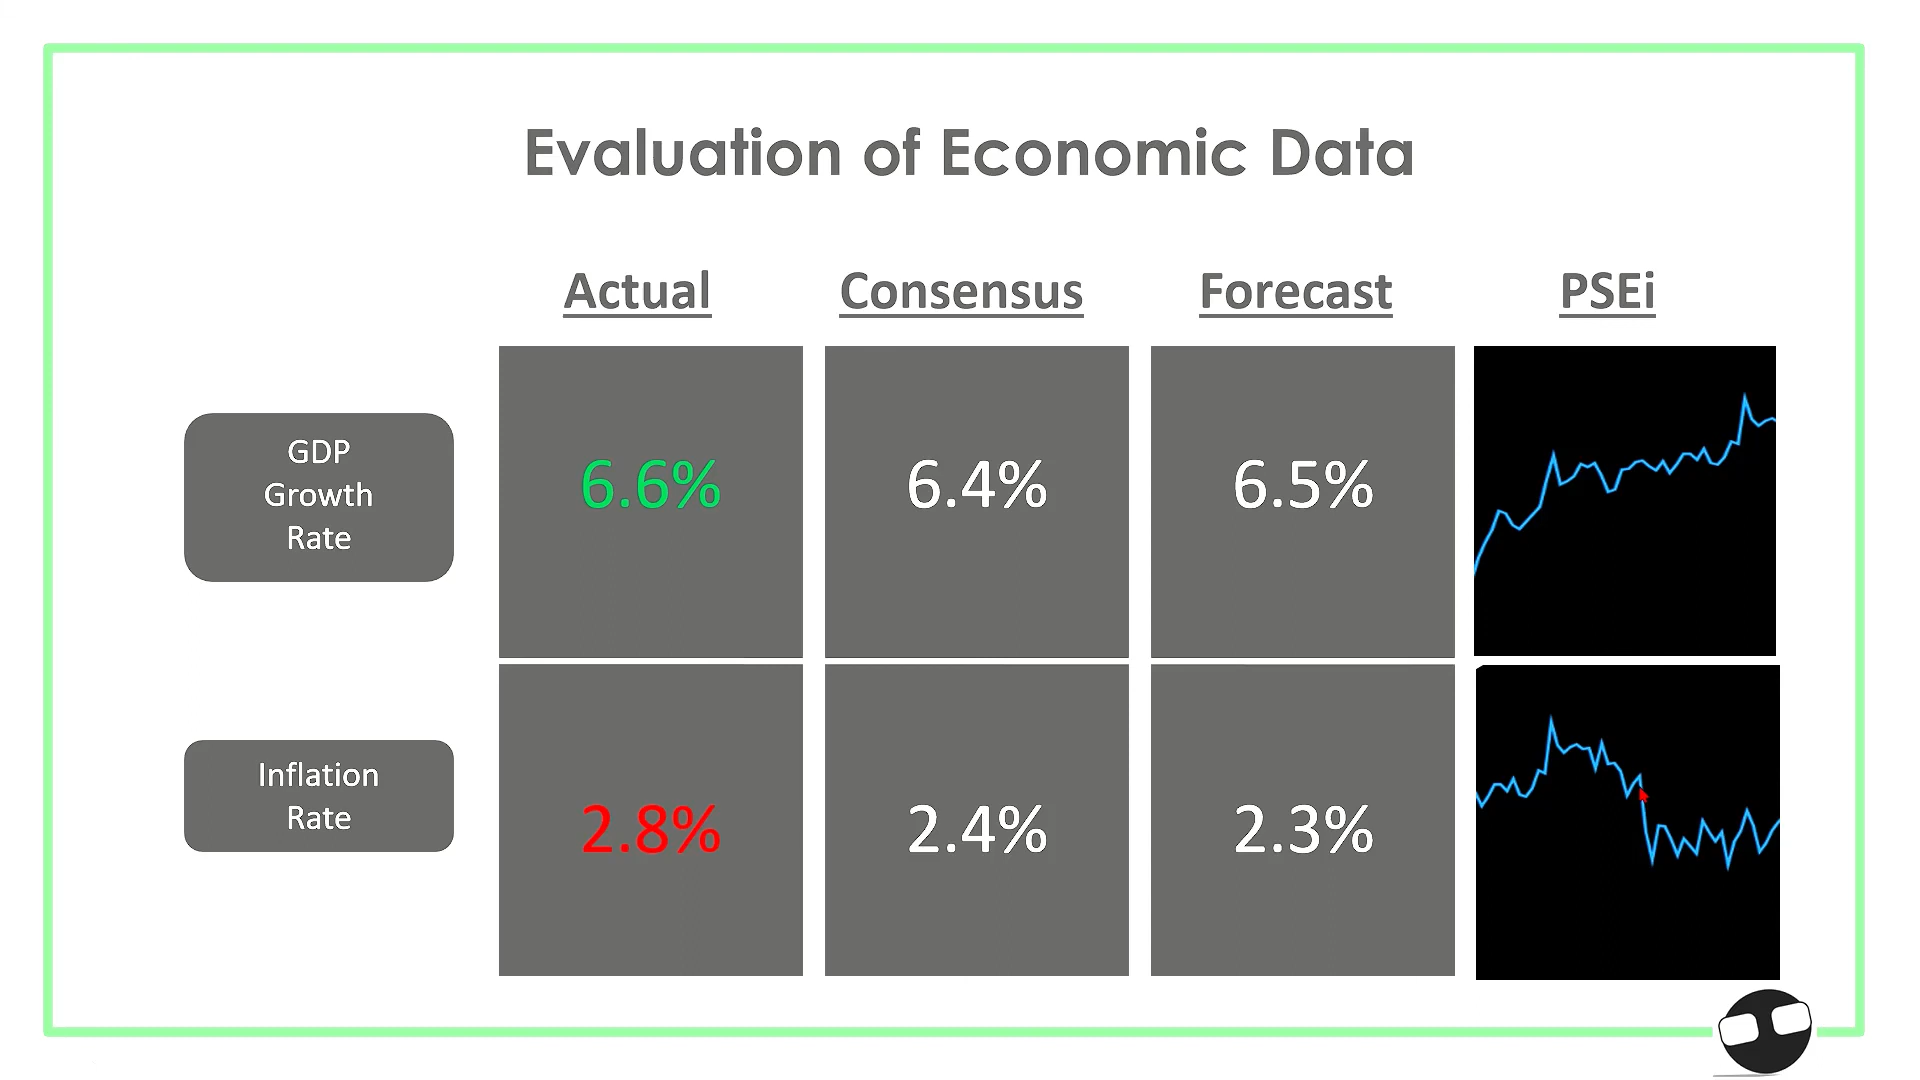 Evaluation of Economic Data
Actual Consensus Forecast PSEi
GDP
Growth
Rate
6.6% 6.4% 6.5%
Inflation
Rate
2.8% 2.4% 2.3%